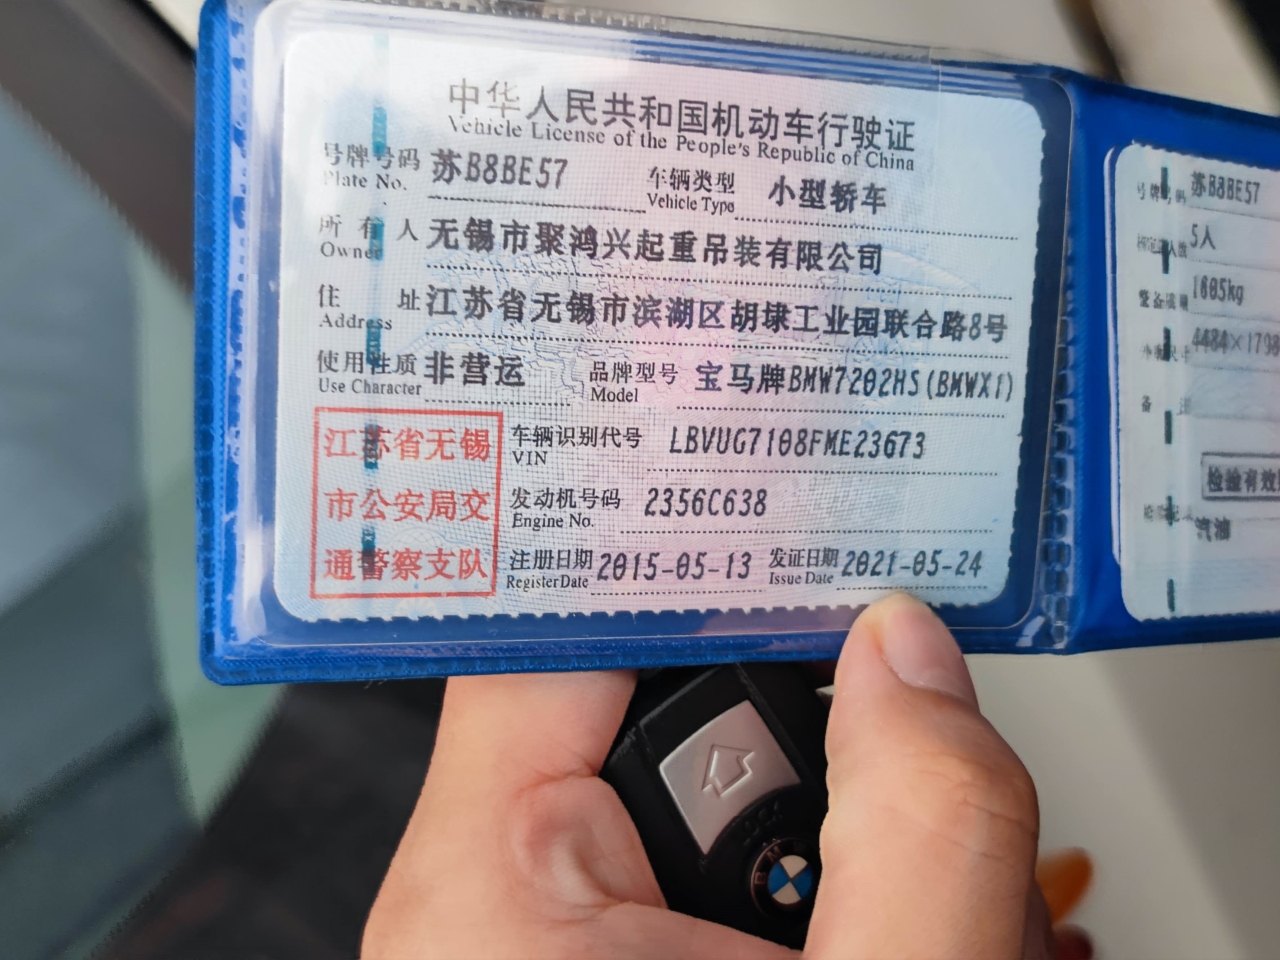 中华人民共和国机动车行驶证
Vehicle License of the People's Republic of China
号牌号码 苏B8BE57 车辆类型 小型轿车
Plate No. Vehicle Type
所有人 无锡市聚鸿兴起重吊装有限公司
Owner
住址 江苏省无锡市滨湖区胡埭工业园联合路8号
Address
使用性质 非营运 品牌型号 宝马牌BMW7202HS(BMWX1)
Use Character Model
江苏省无锡
市公安局交
通警察支队
车辆识别代号 LBVUG7108FME23673
VIN
发动机号码 2356C638
Engine No.
注册日期 2015-05-13 发证日期 2021-05-24
Register Date Issue Date
号牌号码 苏B8BE57
5人
1605kg
4484×1798
检验有效
汽油
BMW